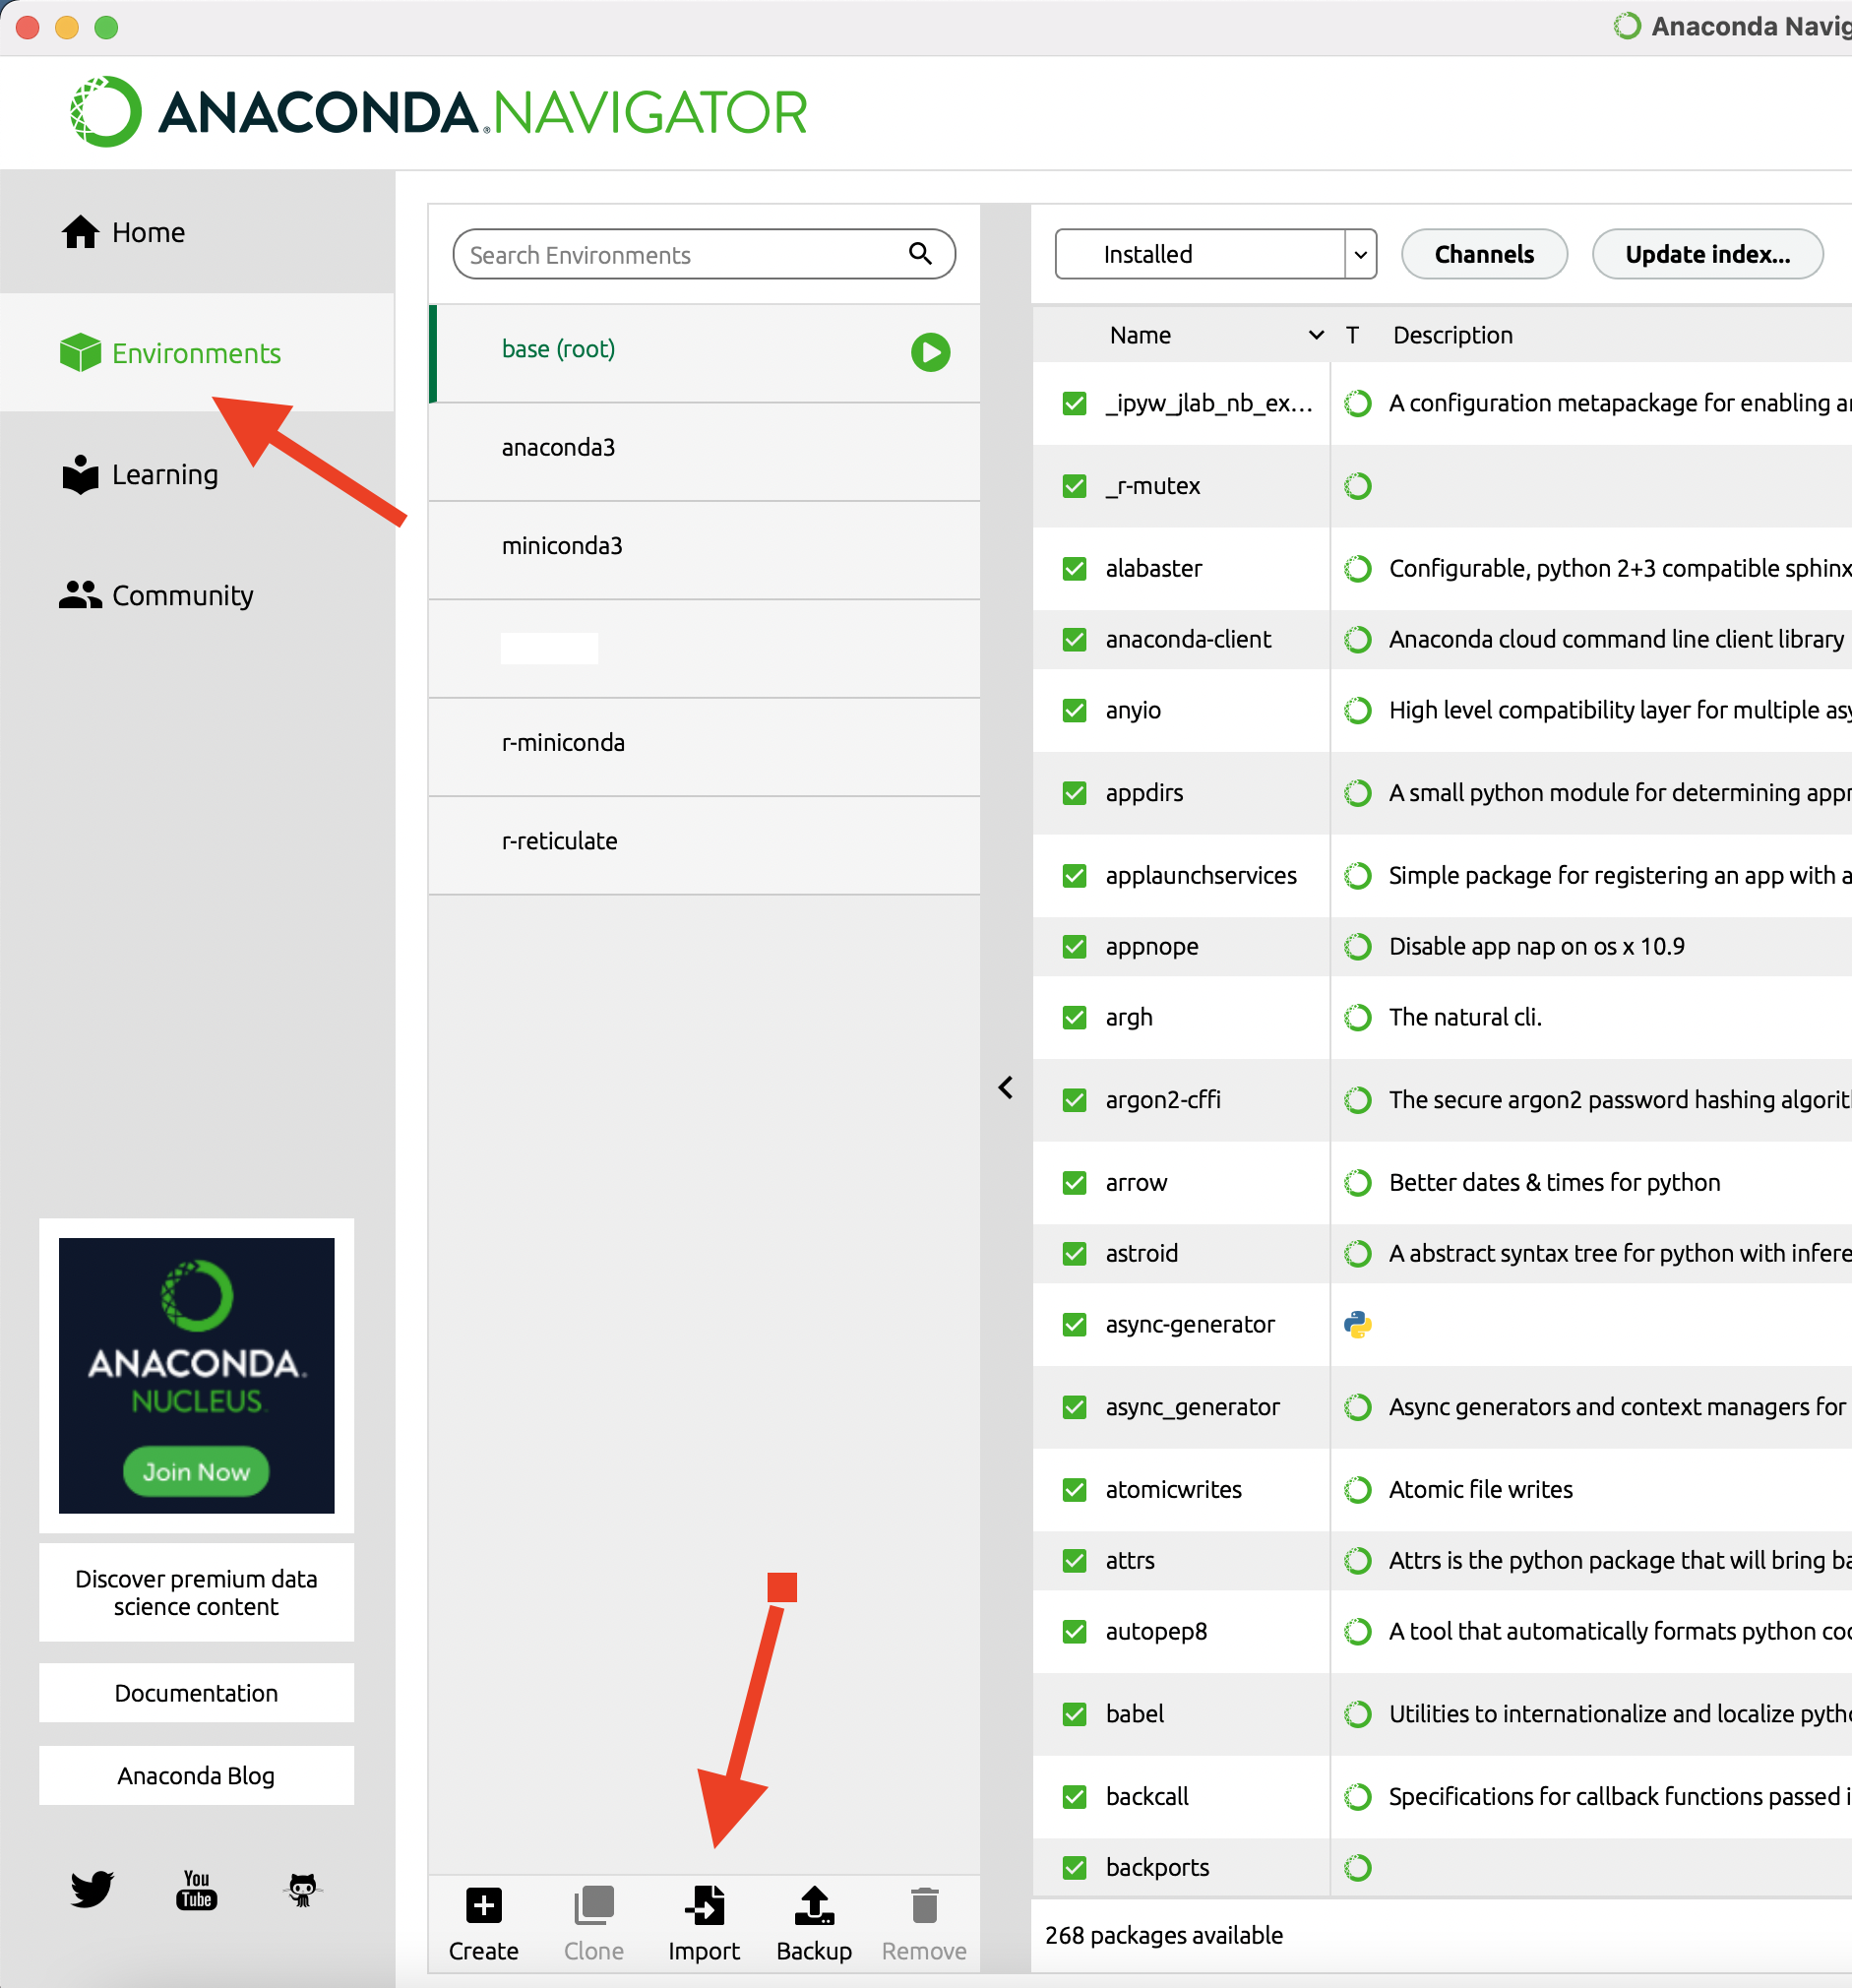 Anaconda Navig
ANACONDA.NAVIGATOR
Home
Environments
Learning
Community
ANACONDA.
NUCLEUS
Join Now
Discover premium data
science content
Documentation
Anaconda Blog
You
Tube
Search Environments
base (root)
anaconda3
miniconda3
r-miniconda
r-reticulate
Create
Clone
Import
Backup
Remove
Installed
Channels
Update index...
Name T Description
_ipyw_jlab_nb_ex... A configuration metapackage for enabling
_r-mutex
alabaster Configurable, python 2+3 compatible sphinx
anaconda-client Anaconda cloud command line client library
anyio High level compatibility layer for multiple
appdirs A small python module for determining
applaunchservices Simple package for registering an app with a
appnope Disable app nap on os x 10.9
argh The natural cli.
argon2-cffi The secure argon2 password hashing
arrow Better dates & times for python
astroid A abstract syntax tree for python with
async-generator
async_generator Async generators and context managers for
atomicwrites Atomic file writes
attrs Attrs is the python package that will bring
autopep8 A tool that automatically formats python
babel Utilities to internationalize and localize
backcall Specifications for callback functions passed
backports
268 packages available